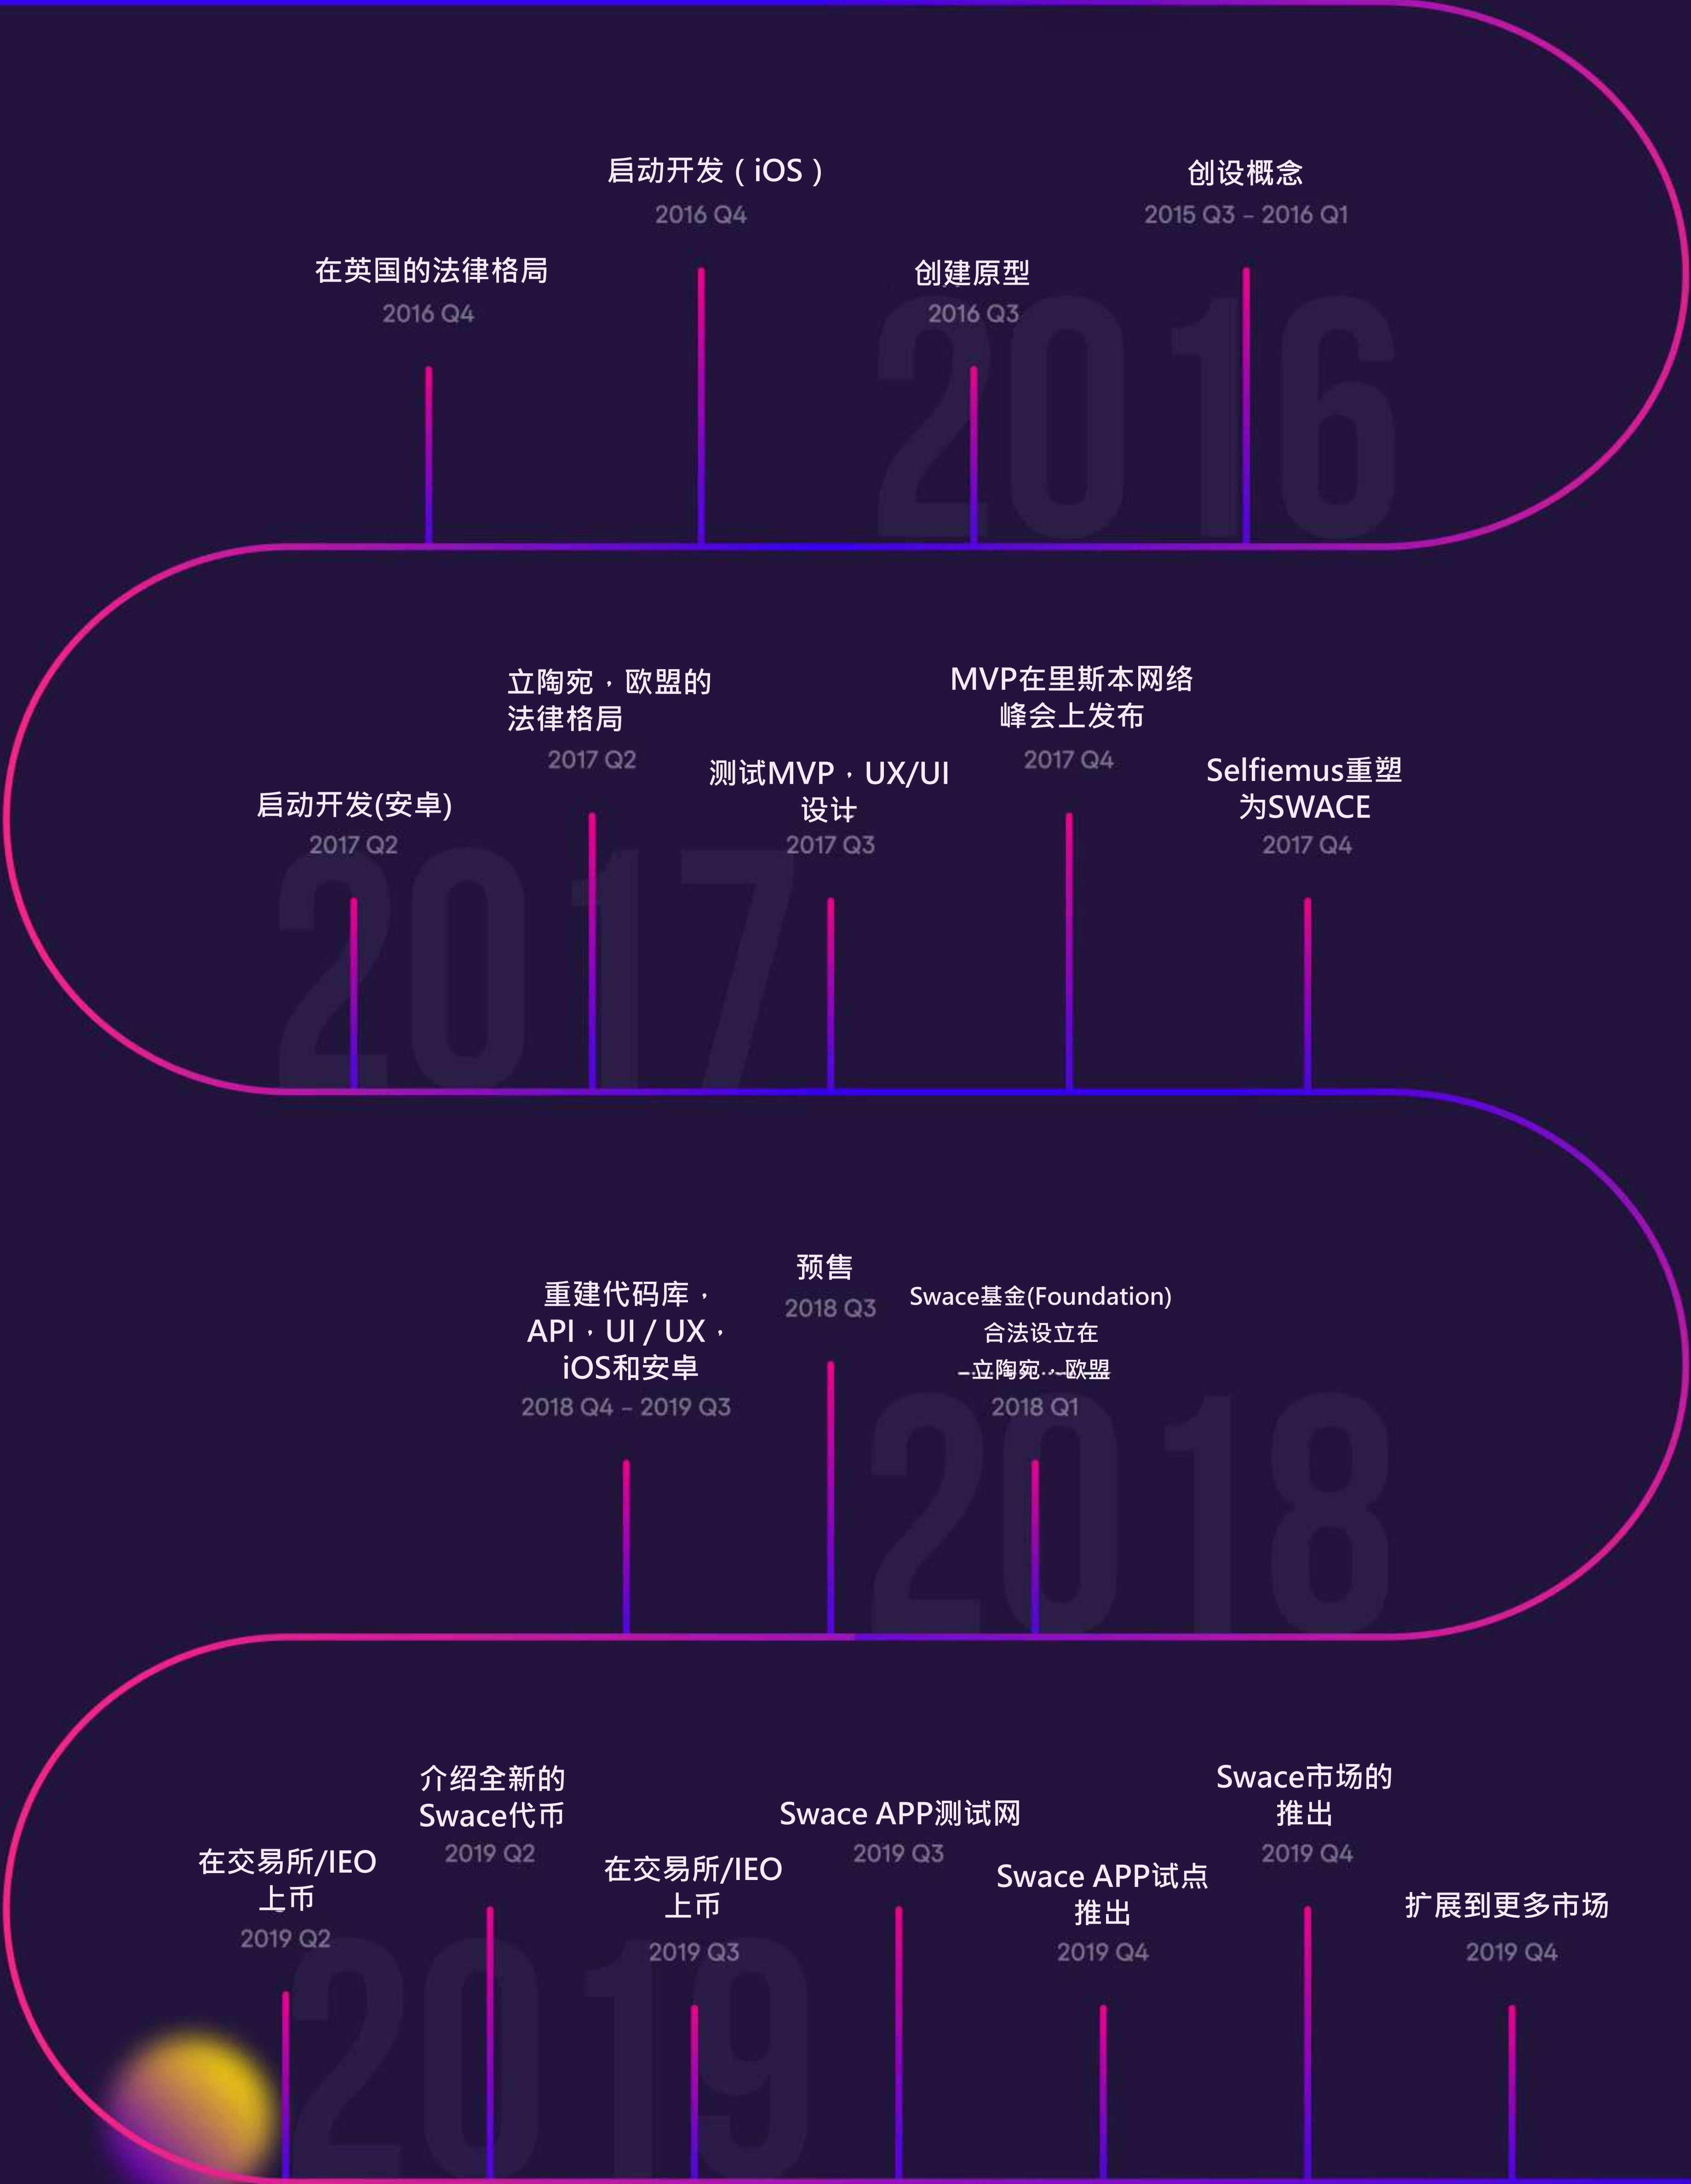 启动开发（iOS）
2016 Q4
创设概念
2015 Q3 – 2016 Q1
在英国的法律格局
2016 Q4
创建原型
2016 Q3
2016
立陶宛，欧盟的
法律格局
2017 Q2
MVP在里斯本网络
峰会上发布
2017 Q4
启动开发(安卓)
2017 Q2
测试MVP，UX/UI
设计
2017 Q3
Selfiemus重塑
为SWACE
2017 Q4
2017
重建代码库，
API，UI / UX，
iOS和安卓
2018 Q4 – 2019 Q3
预售
2018 Q3
Swace基金(Foundation)
合法设立在
立陶宛，欧盟
2018 Q1
2018
在交易所/IEO
上币
2019 Q2
介绍全新的
Swace代币
2019 Q2
在交易所/IEO
上币
2019 Q3
Swace APP测试网
2019 Q3
Swace APP试点
推出
2019 Q4
Swace市场的
推出
2019 Q4
扩展到更多市场
2019 Q4
2019